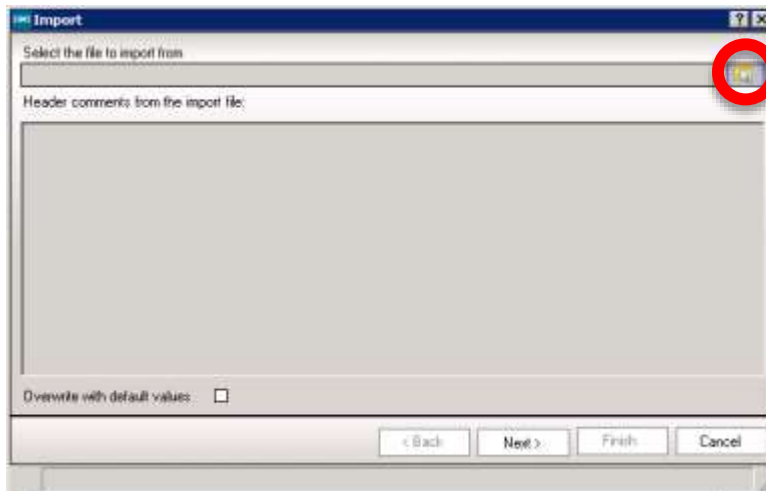 Import
Select the file to import from
Header comments from the import file:
Overwrite with default values
< Back Next > Finish Cancel